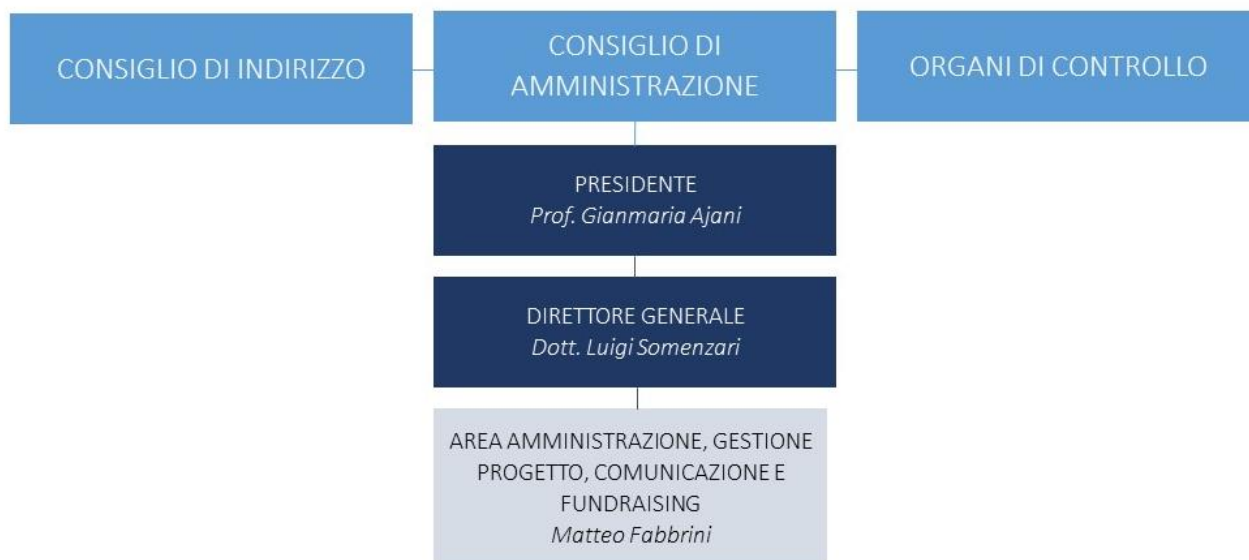 CONSIGLIO DI INDIRIZZO
CONSIGLIO DI
AMMINISTRAZIONE
ORGANI DI CONTROLLO
PRESIDENTE
Prof. Gianmaria Ajani
DIRETTORE GENERALE
Dott. Luigi Somenzari
AREA AMMINISTRAZIONE, GESTIONE
PROGETTO, COMUNICAZIONE E
FUNDRAISING
Matteo Fabbrini